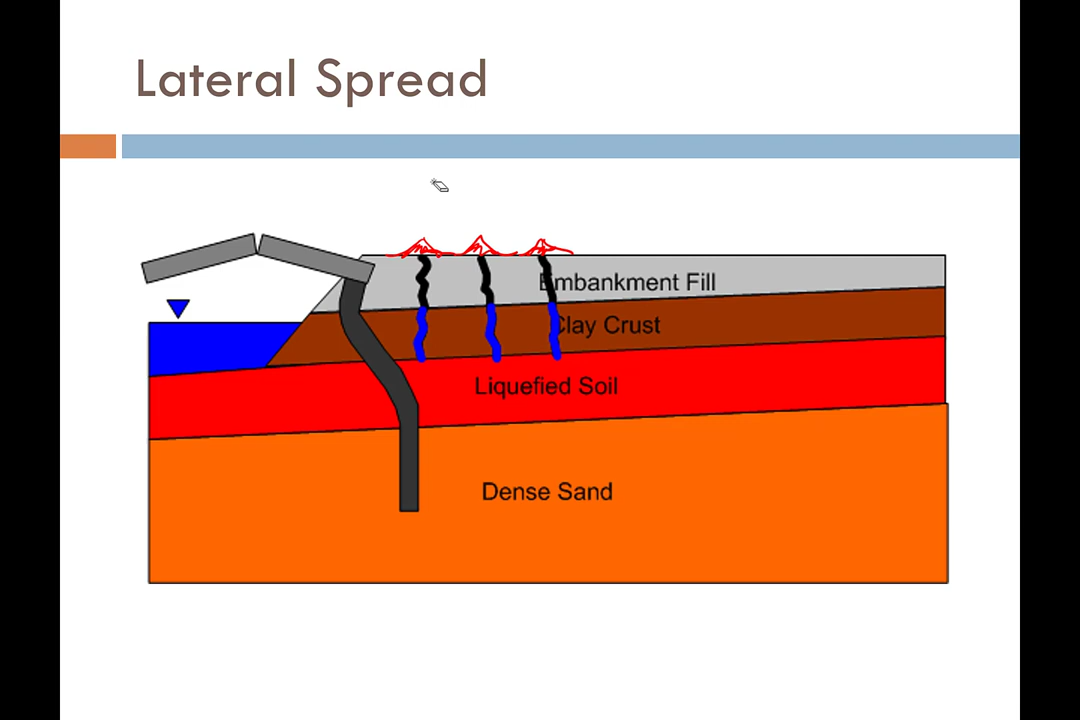 Lateral Spread
Embankment Fill
Clay Crust
Liquefied Soil
Dense Sand